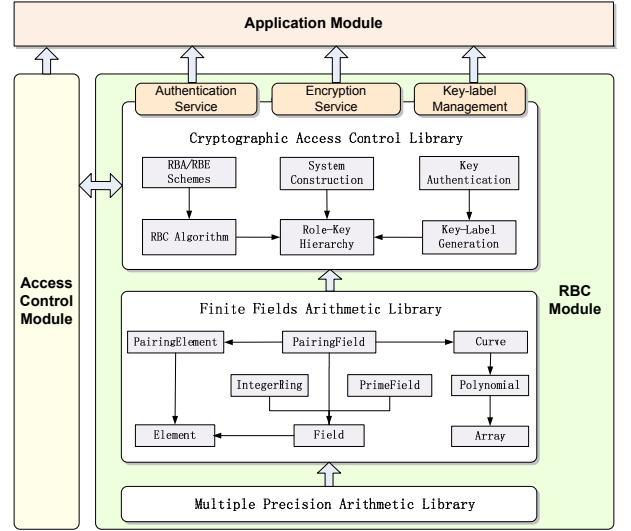 Application Module
Authentication
Service
Encryption
Service
Key-label
Management
Cryptographic Access Control Library
RBA/RBE
Schemes
System
Construction
Key
Authentication
RBC Algorithm
Role-Key
Hierarchy
Key-Label
Generation
Access
Control
Module
RBC
Module
Finite Fields Arithmetic Library
PairingElement
PairingField
Curve
IntegerRing
PrimeField
Polynomial
Element
Field
Array
Multiple Precision Arithmetic Library